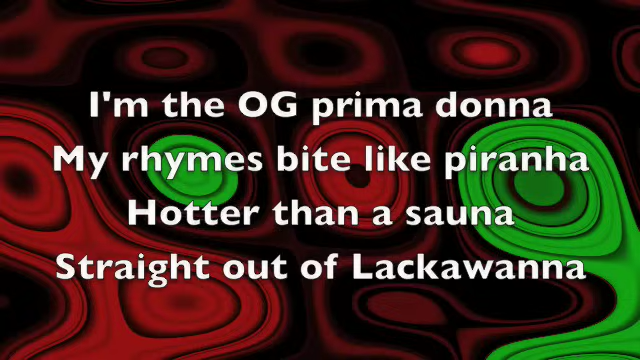 I'm the OG prima donna
My rhymes bite like piranha
Hotter than a sauna
Straight out of Lackawanna